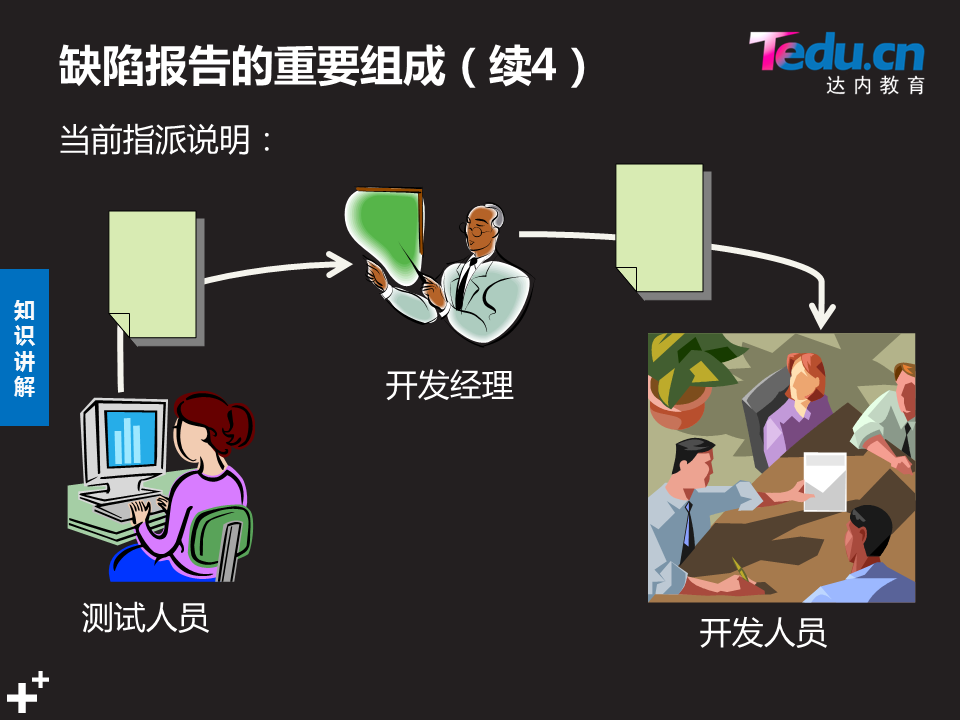 缺陷报告的重要组成（续4）
Tedu.cn
达内教育
当前指派说明：
知识讲解
开发经理
测试人员
开发人员